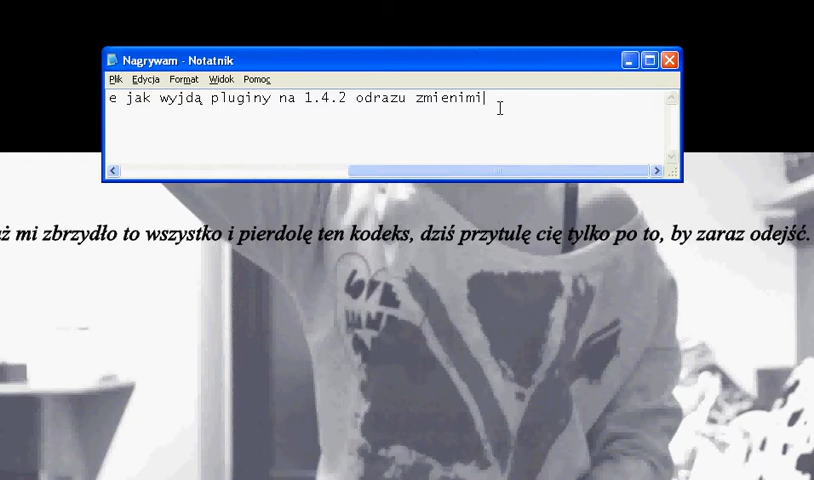 Nagrywam - Notatnik
Plik Edycja Format Widok Pomoc
e jak wyjdą pluginy na 1.4.2 odrazu zmienimi
ż mi zbrzydło to wszystko i pierdolę ten kodeks, dziś przytulę cię tylko po to, by zaraz odejść.
LOVE